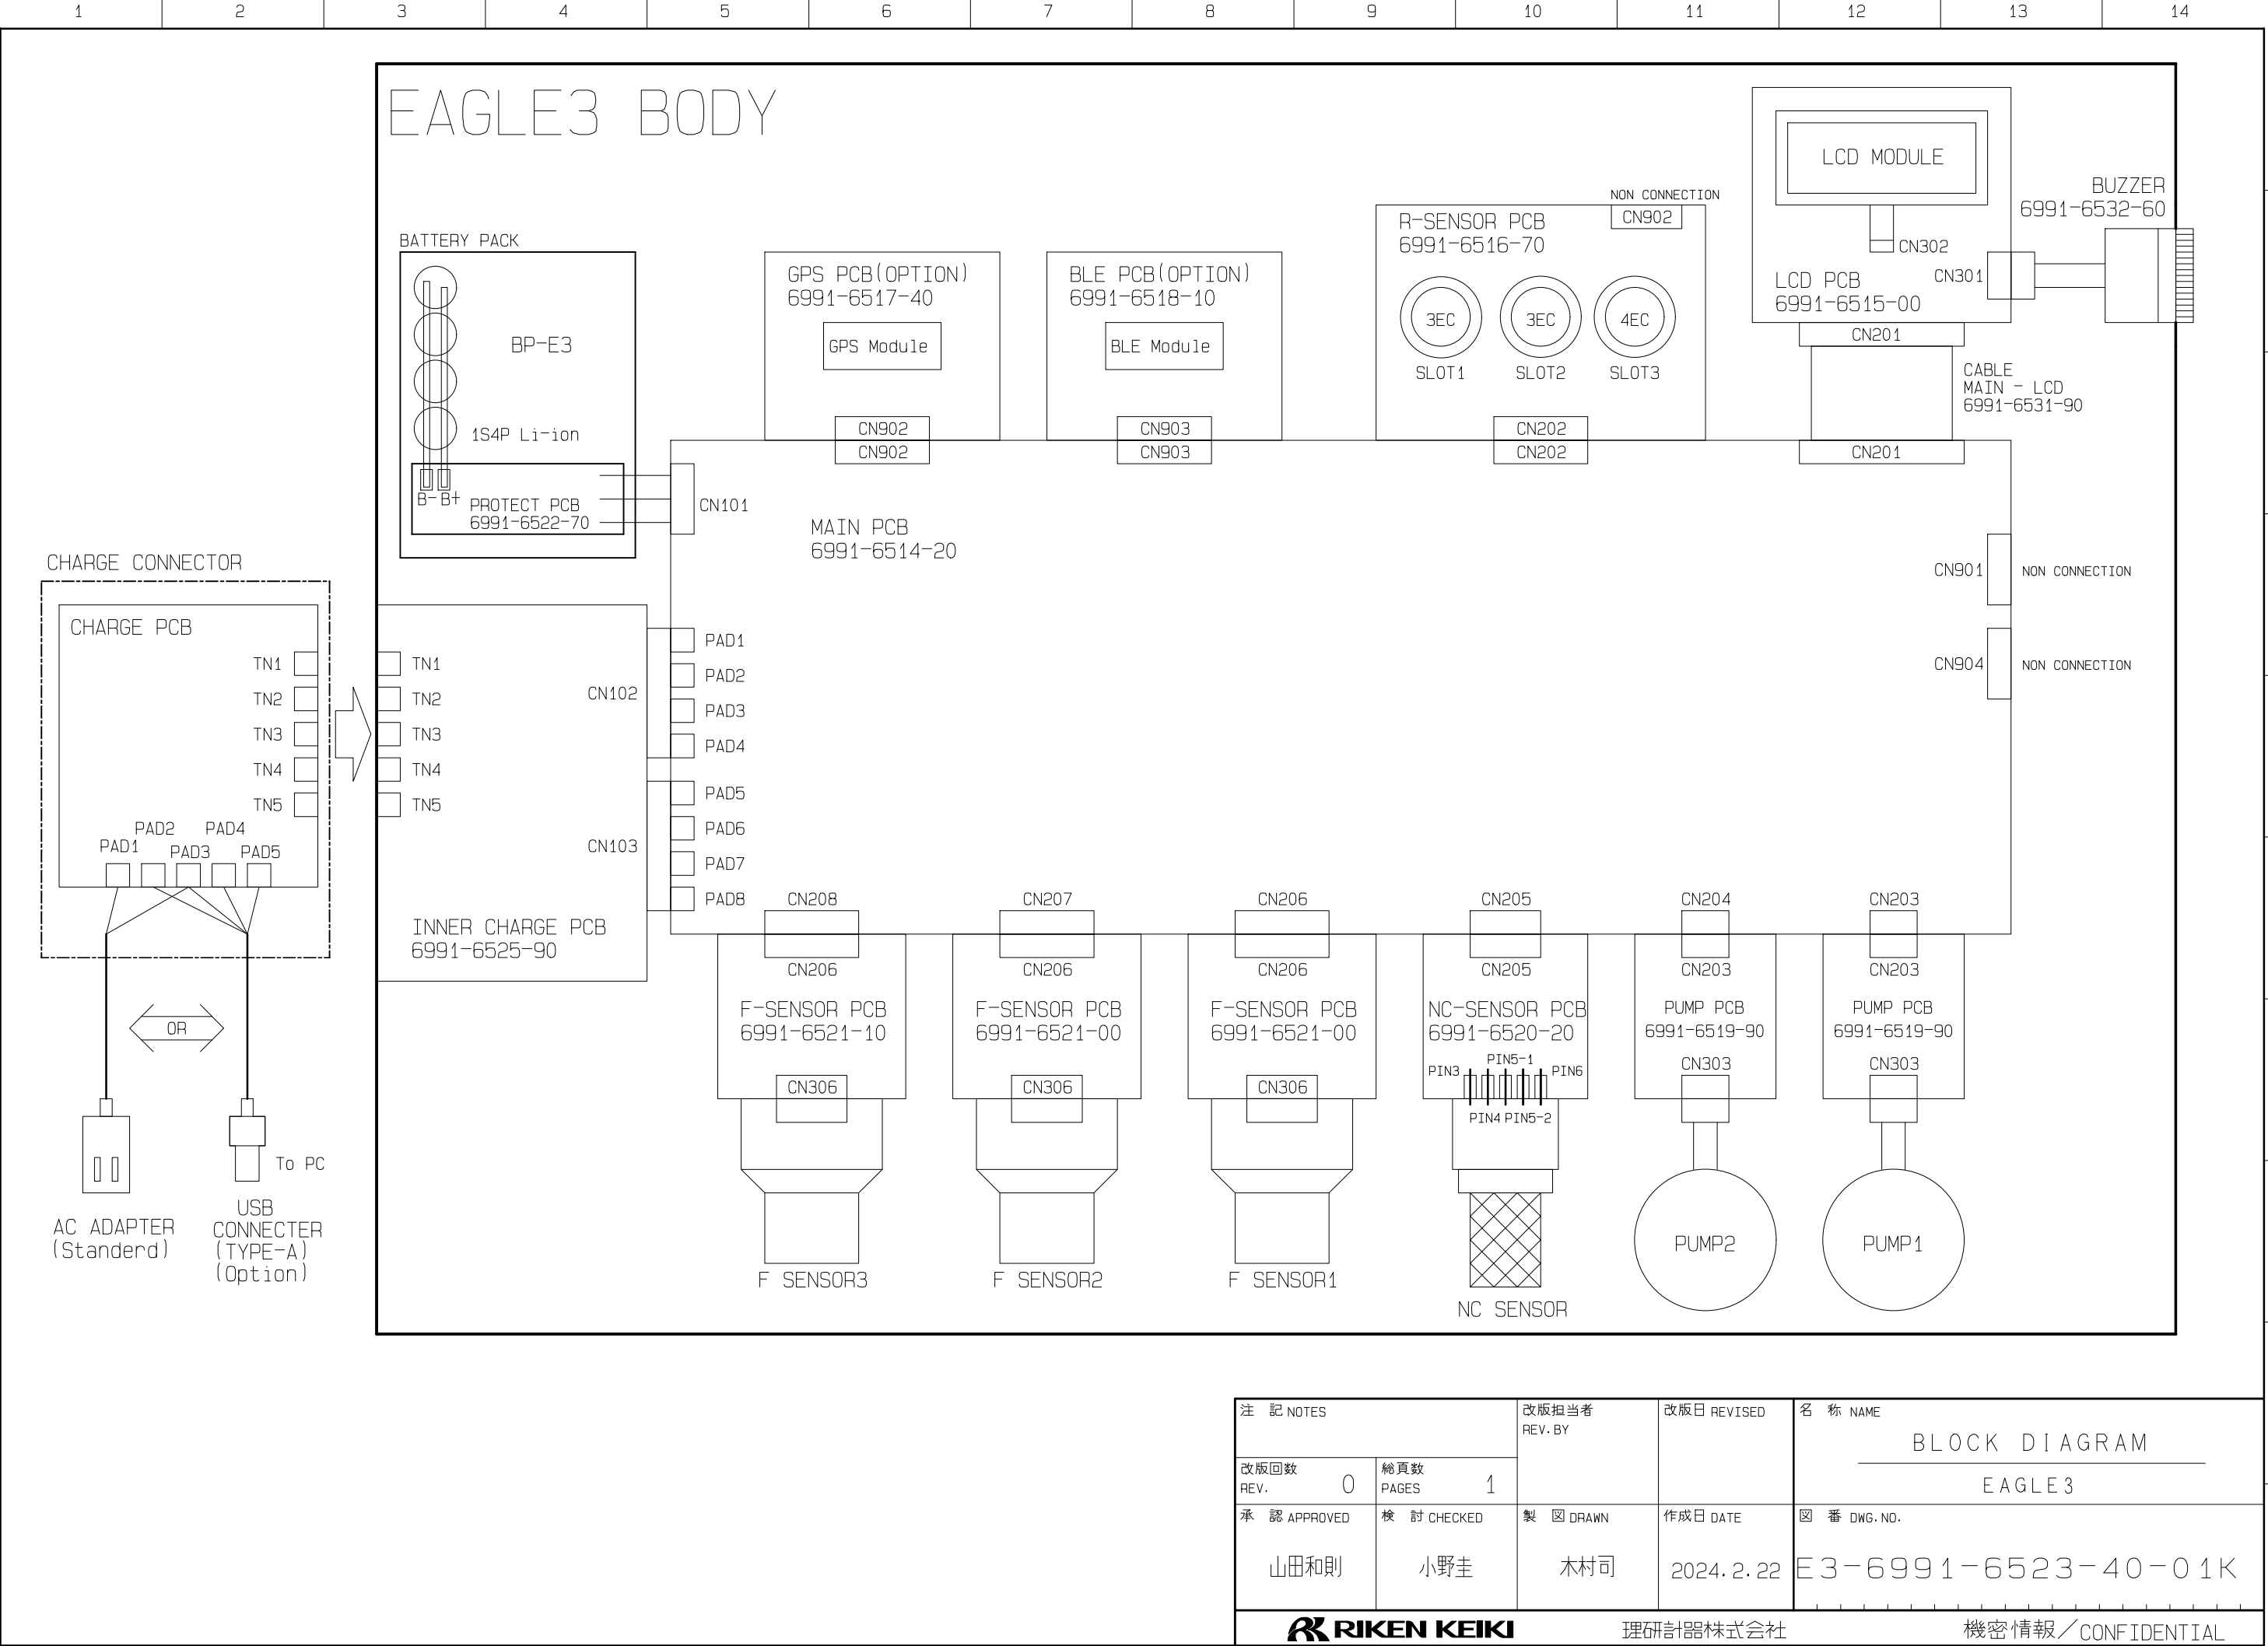 1 2 3 4 5 6 7 8 9 10 11 12 13 14
EAGLE3 BODY
BATTERY PACK
BP-E3
1S4P Li-ion
B- B+
PROTECT PCB
6991-6522-70
CN101
GPS PCB(OPTION)
6991-6517-40
GPS Module
CN902
CN902
BLE PCB(OPTION)
6991-6518-10
BLE Module
CN903
CN903
NON CONNECTION
CN902
R-SENSOR PCB
6991-6516-70
3EC 3EC 4EC
SLOT1 SLOT2 SLOT3
CN202
CN202
LCD MODULE
CN302
LCD PCB
6991-6515-00
CN301
BUZZER
6991-6532-60
CN201
CABLE
MAIN - LCD
6991-6531-90
CN201
MAIN PCB
6991-6514-20
CN901 NON CONNECTION
CN904 NON CONNECTION
CHARGE CONNECTOR
CHARGE PCB
TN1
TN2
TN3
TN4
TN5
PAD2 PAD4
PAD1 PAD3 PAD5
TN1
TN2
TN3
TN4
TN5
CN102
CN103
INNER CHARGE PCB
6991-6525-90
PAD1
PAD2
PAD3
PAD4
PAD5
PAD6
PAD7
PAD8
OR
To PC
AC ADAPTER
(Standerd)
USB
CONNECTER
(TYPE-A)
(Option)
CN208
CN206
F-SENSOR PCB
6991-6521-10
CN306
F SENSOR3
CN207
CN206
F-SENSOR PCB
6991-6521-00
CN306
F SENSOR2
CN206
CN206
F-SENSOR PCB
6991-6521-00
CN306
F SENSOR1
CN205
CN205
NC-SENSOR PCB
6991-6520-20
PIN5-1
PIN3 PIN6
PIN4 PIN5-2
NC SENSOR
CN204
CN203
PUMP PCB
6991-6519-90
CN303
PUMP2
CN203
CN203
PUMP PCB
6991-6519-90
CN303
PUMP1
注 記 NOTES
改版担当者
REV.BY
改版日 REVISED
名 称 NAME
BLOCK DIAGRAM
EAGLE3
改版回数
REV. 0
総頁数
PAGES 1
承 認 APPROVED
山田和則
検 討 CHECKED
小野圭
製 図 DRAWN
木村司
作成日 DATE
2024.2.22
図 番 DWG.NO.
E3-6991-6523-40-01K
RIKEN KEIKI 理研計器株式会社 機密情報/CONFIDENTIAL